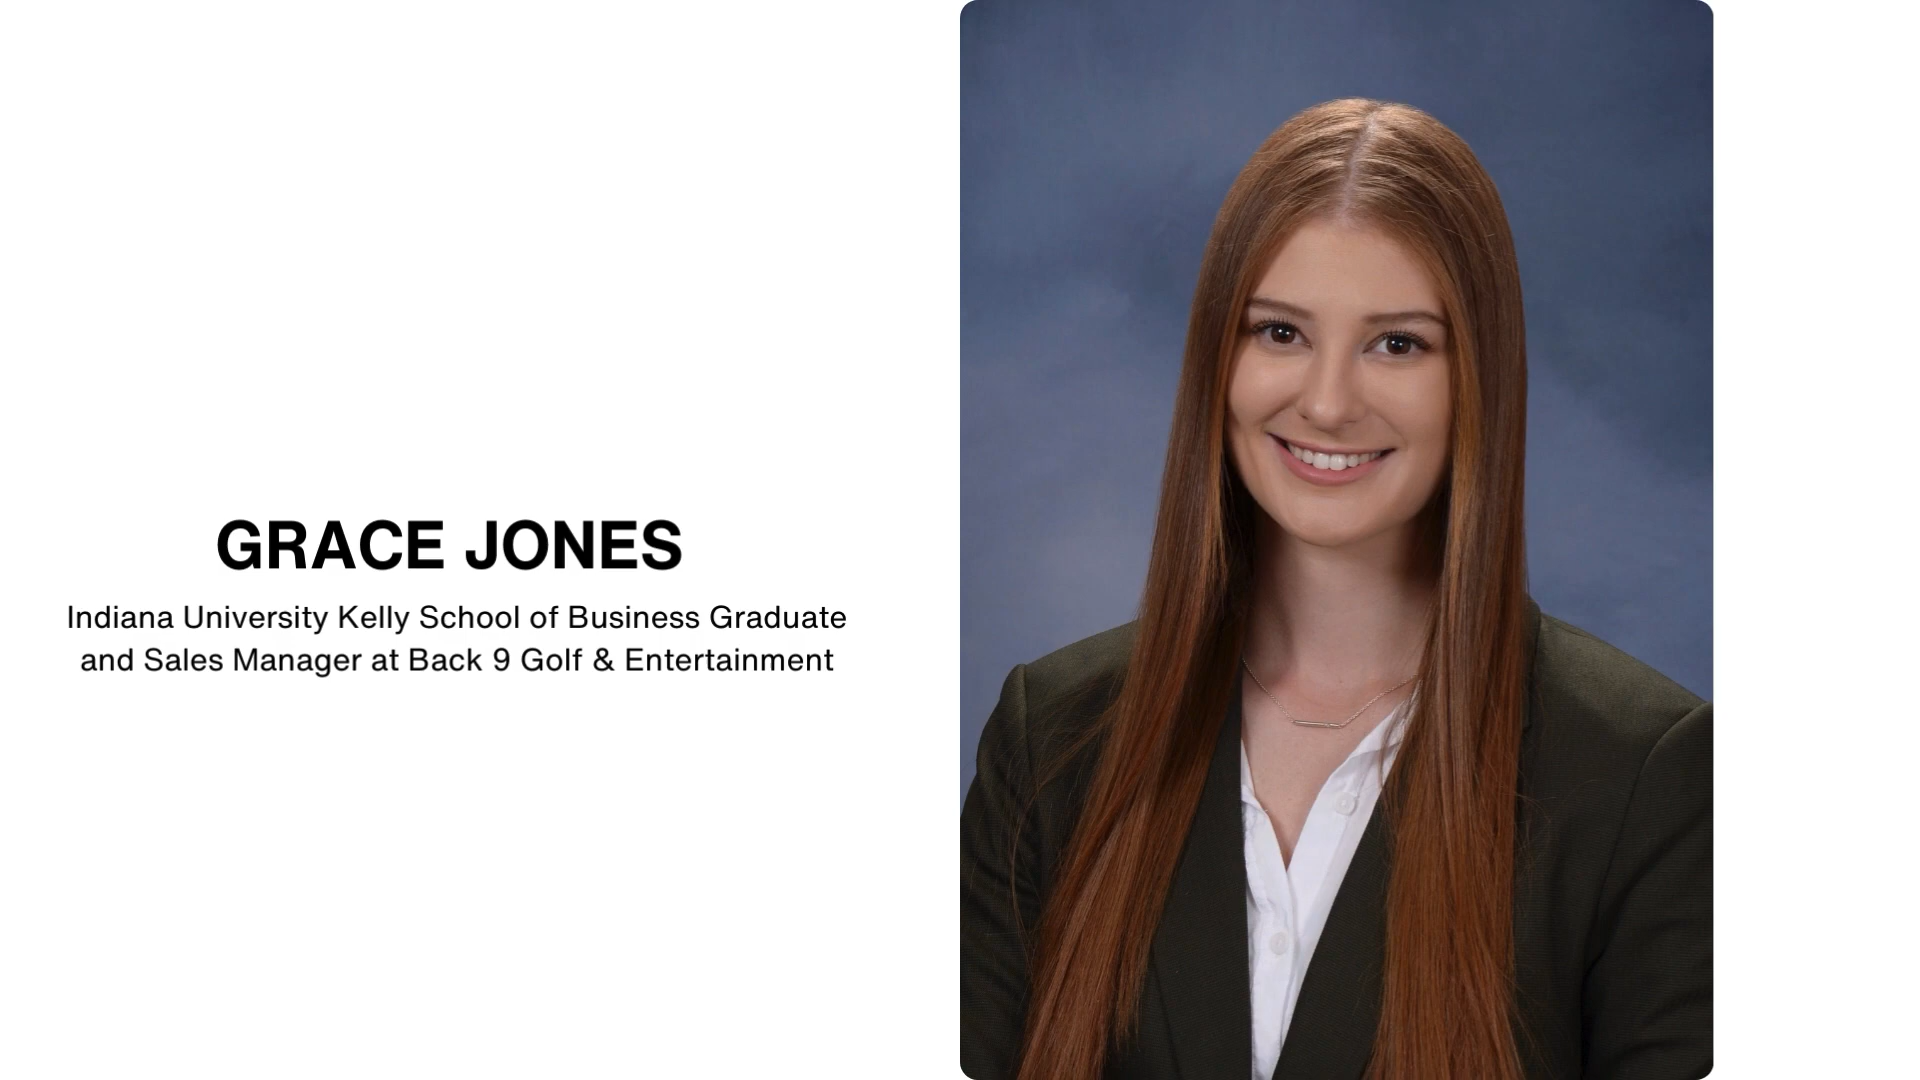 GRACE JONES
Indiana University Kelly School of Business Graduate
and Sales Manager at Back 9 Golf & Entertainment